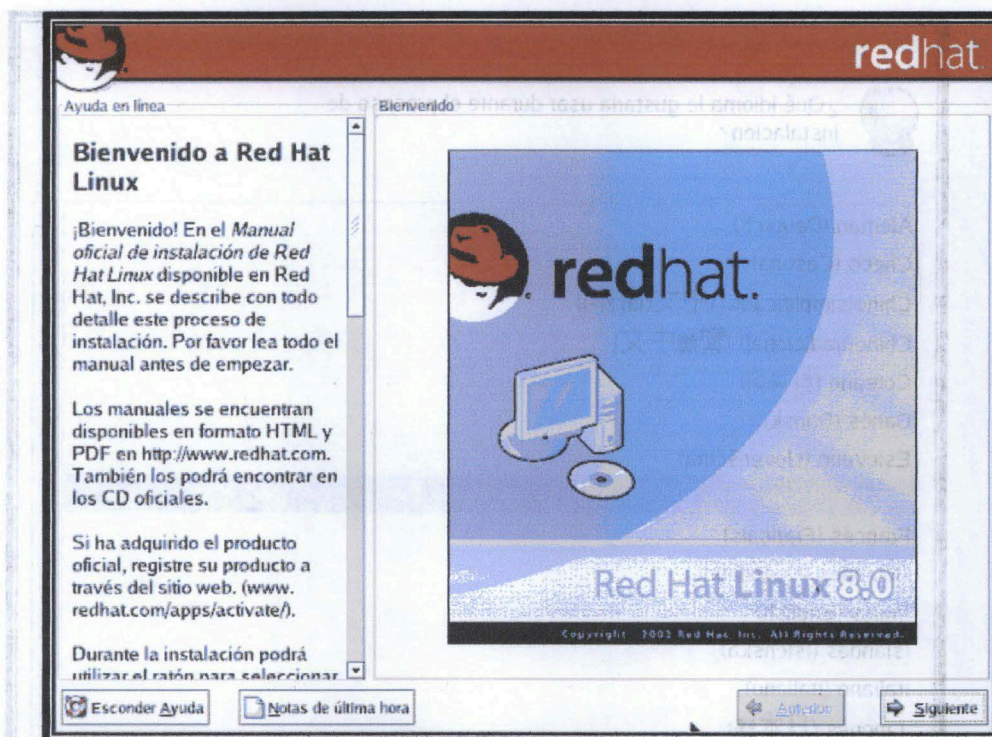 redhat.
Ayuda en línea
Bienvenido a Red Hat
Linux
¡Bienvenido! En el Manual
oficial de instalación de Red
Hat Linux disponible en Red
Hat, Inc. se describe con todo
detalle este proceso de
instalación. Por favor lea todo el
manual antes de empezar.
Los manuales se encuentran
disponibles en formato HTML y
PDF en http://www.redhat.com.
También los podrá encontrar en
los CD oficiales.
Si ha adquirido el producto
oficial, registre su producto a
través del sitio web. (www.
redhat.com/apps/activate/).
Durante la instalación podrá
utilizar el ratón para seleccionar
Bienvenido
redhat.
Red Hat Linux 8.0
Copyright 2002 Red Hat, Inc. All Rights Reserved.
Esconder Ayuda
Notas de última hora
Anterior
Siguiente